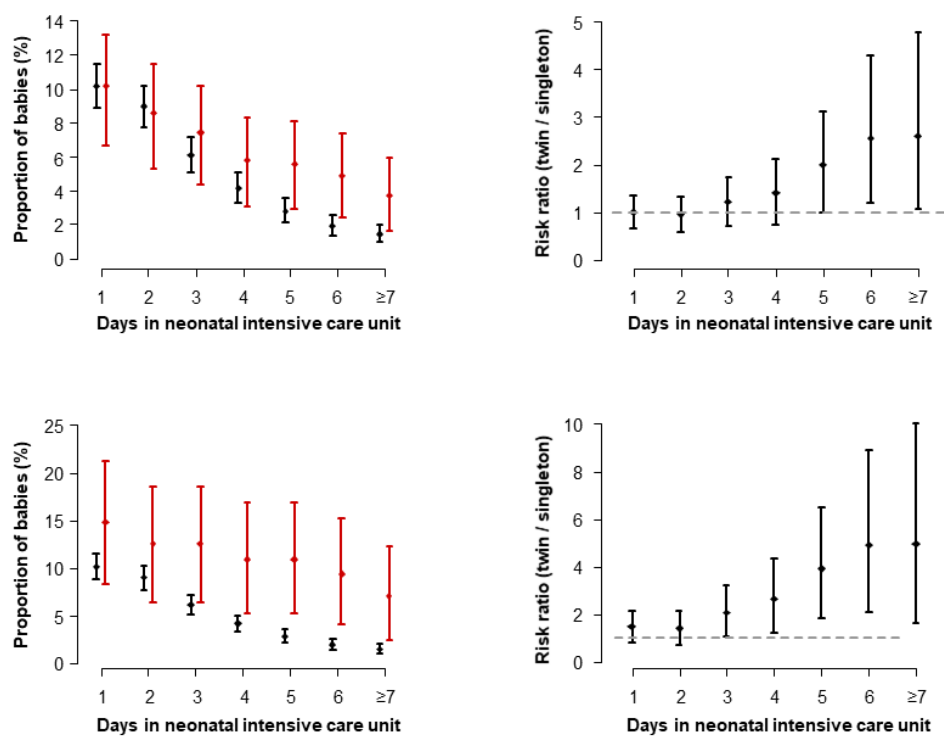 Proportion of babies (%)
14
12
10
8
6
4
2
0
1 2 3 4 5 6 ≥7
Days in neonatal intensive care unit
Risk ratio (twin / singleton)
5
4
3
2
1
0
1 2 3 4 5 6 ≥7
Days in neonatal intensive care unit
Proportion of babies (%)
25
20
15
10
5
0
1 2 3 4 5 6 ≥7
Days in neonatal intensive care unit
Risk ratio (twin / singleton)
10
8
6
4
2
0
1 2 3 4 5 6 ≥7
Days in neonatal intensive care unit